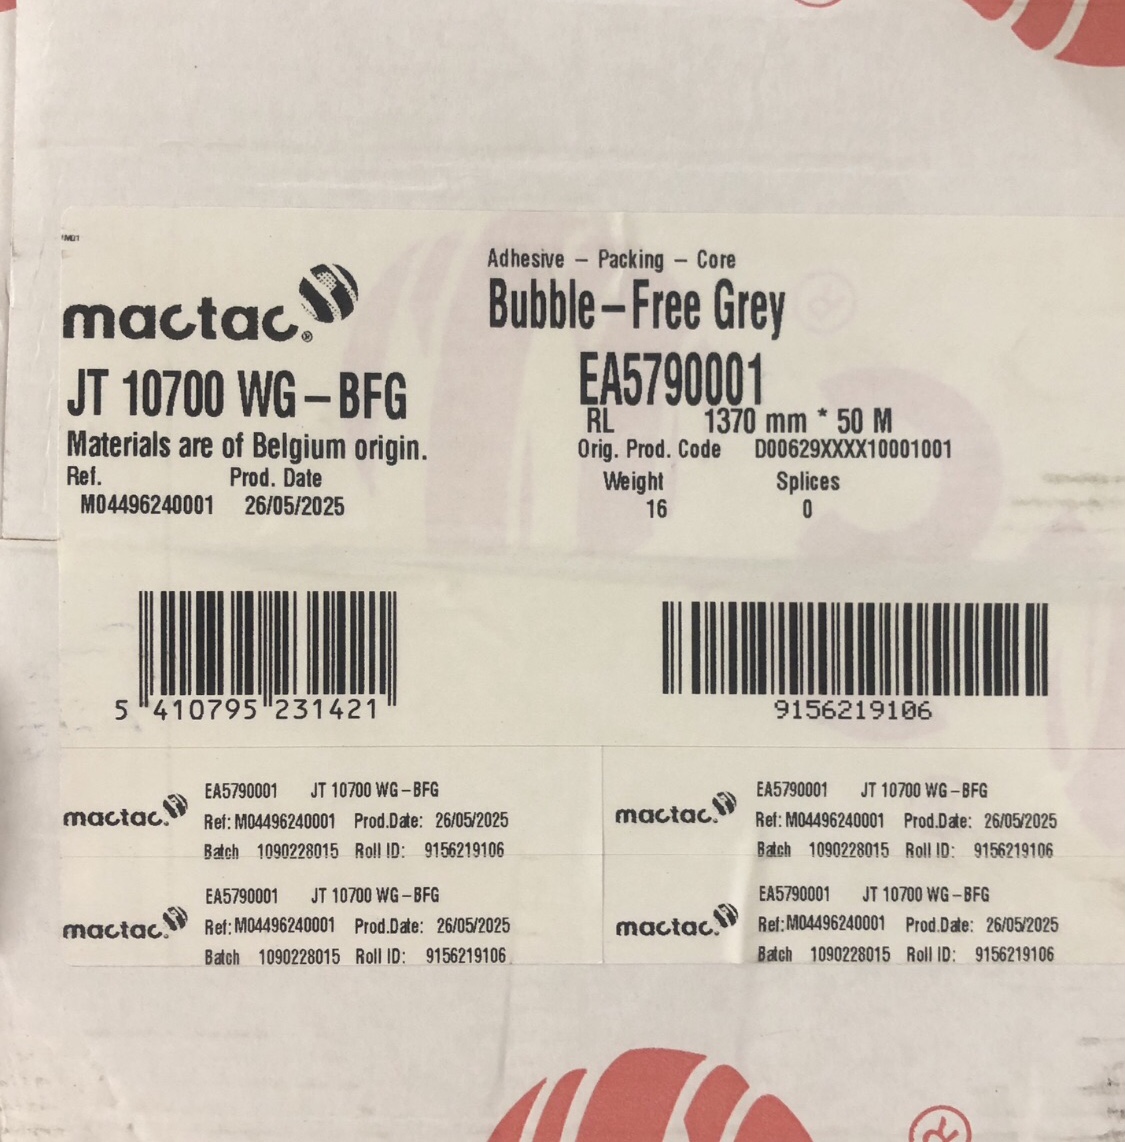 mactac®
JT 10700 WG-BFG
Materials are of Belgium origin.
Ref. Prod. Date
M04496240001 26/05/2025
Adhesive - Packing - Core
Bubble-Free Grey
EA5790001
RL 1370 mm * 50 M
Orig. Prod. Code D00629XXXX10001001
Weight Splices
16 0
5 410795 231421
9156219106
mactac.
EA5790001 JT 10700 WG-BFG
Ref: M04496240001 Prod.Date: 26/05/2025
Batch 1090228015 Roll ID: 9156219106
mactac.
EA5790001 JT 10700 WG-BFG
Ref: M04496240001 Prod.Date: 26/05/2025
Batch 1090228015 Roll ID: 9156219106
mactac.
EA5790001 JT 10700 WG-BFG
Ref: M04496240001 Prod.Date: 26/05/2025
Batch 1090228015 Roll ID: 9156219106
mactac.
EA5790001 JT 10700 WG-BFG
Ref: M04496240001 Prod.Date: 26/05/2025
Batch 1090228015 Roll ID: 9156219106